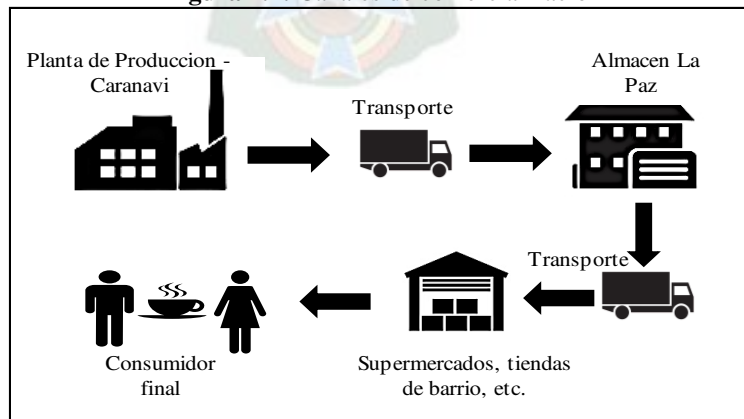 Planta de Produccion -
Caranavi
Transporte
Almacen La
Paz
Transporte
Supermercados, tiendas
de barrio, etc.
Consumidor
final